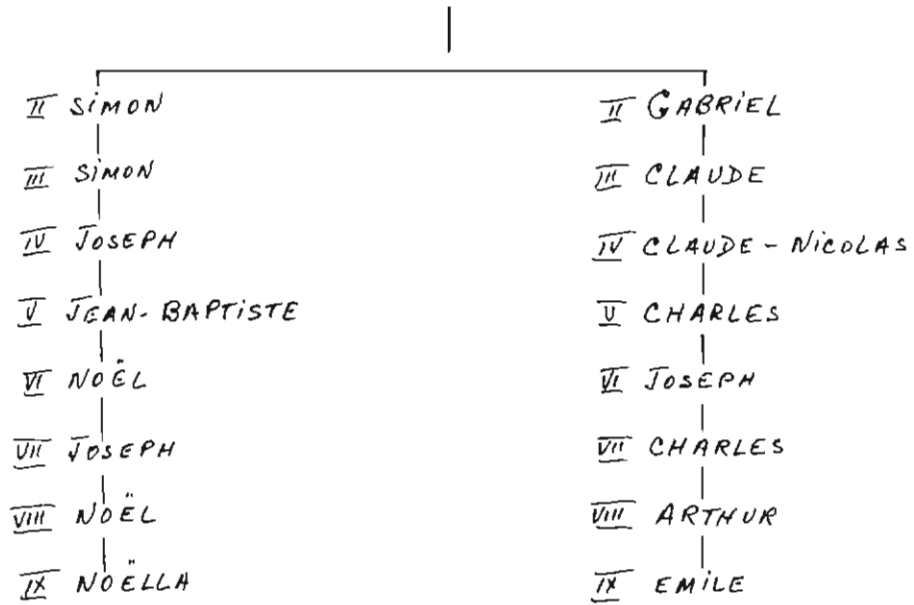 II SIMON
III SIMON
IV JOSEPH
V JEAN-BAPTISTE
VI NOËL
VII JOSEPH
VIII NOËL
IX NOËLLA
II GABRIEL
III CLAUDE
IV CLAUDE-NICOLAS
V CHARLES
VI JOSEPH
VII CHARLES
VIII ARTHUR
IX EMILE